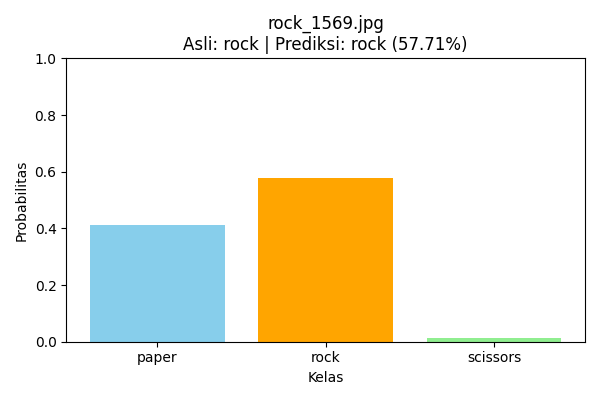 rock_1569.jpg
Asli: rock | Prediksi: rock (57.71%)
1.0
0.8
0.6
0.4
0.2
0.0
Probabilitas
paper rock scissors
Kelas